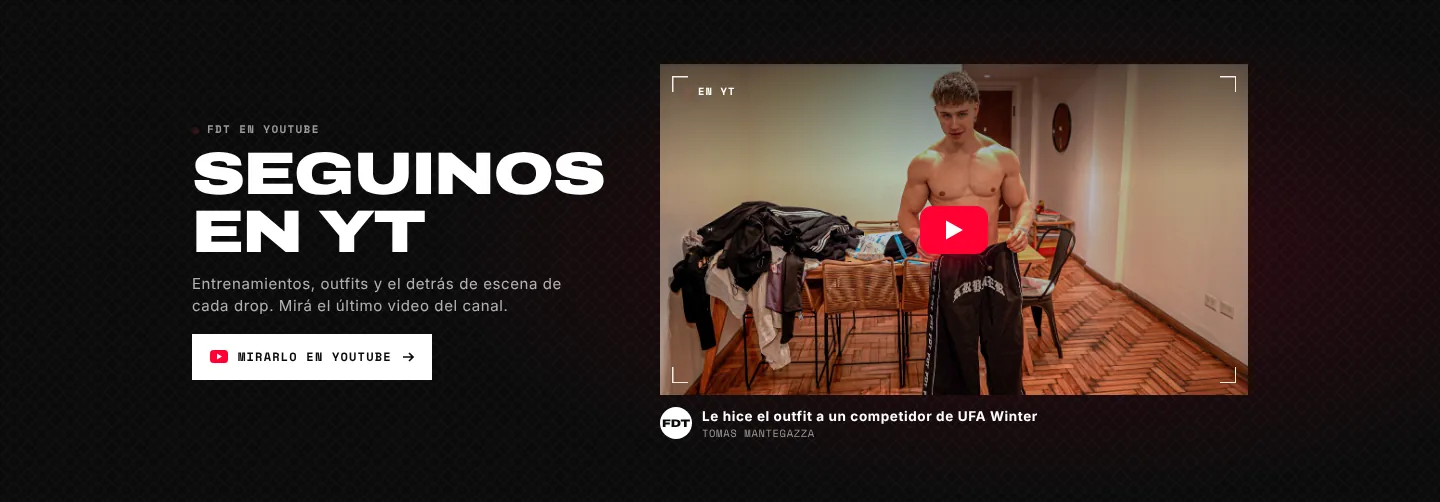 FDT EN YOUTUBE
SEGUINOS
EN YT
Entrenamientos, outfits y el detrás de escena de
cada drop. Mirá el último video del canal.
MIRARLO EN YOUTUBE →
EN YT
FDT Le hice el outfit a un competidor de UFA Winter
TOMAS MANTEGAZZA